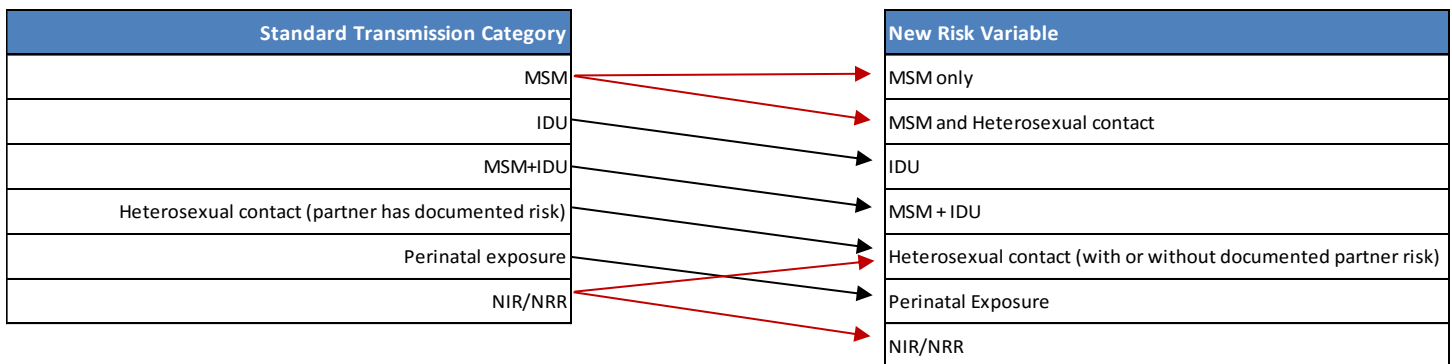 Standard Transmission Category
MSM
IDU
MSM+IDU
Heterosexual contact (partner has documented risk)
Perinatal exposure
NIR/NRR
New Risk Variable
MSM only
MSM and Heterosexual contact
IDU
MSM + IDU
Heterosexual contact (with or without documented partner risk)
Perinatal Exposure
NIR/NRR